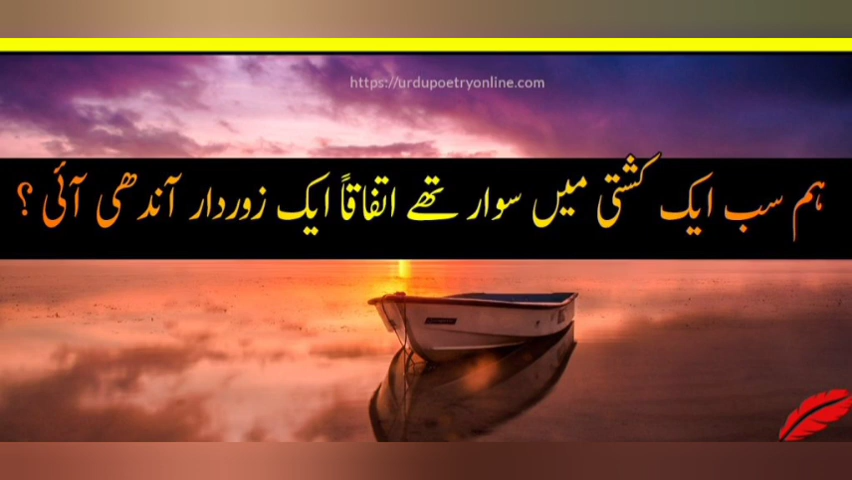 https://urdupoetryonline.com
ہم سب ایک کشتی میں سوار تھے اتفاقاً ایک زوردار آندھی آئی ؟